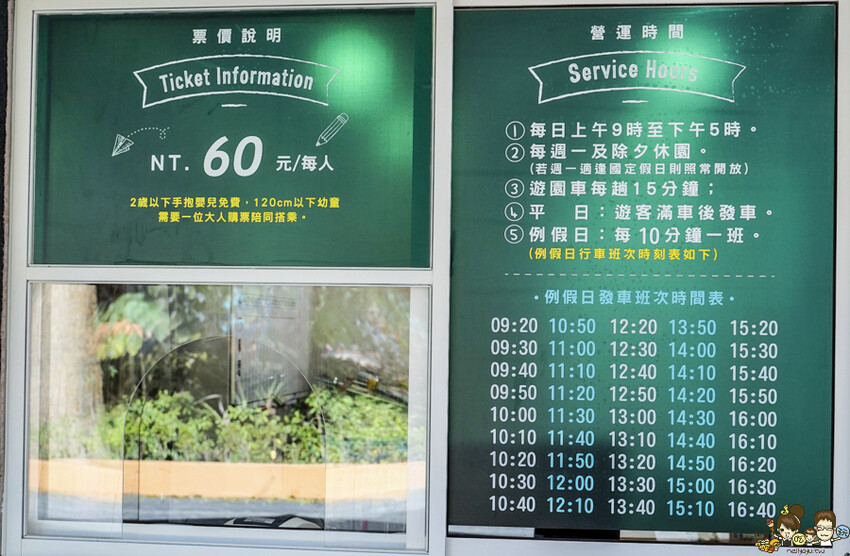 票價說明
Ticket Information
NT. 60 元/每人
2歲以下手抱嬰兒免費，120cm以下幼童
需要一位大人購票陪同搭乘。
營運時間
Service Hours
①每日上午9時至下午5時。
②每週一及除夕休園。
(若週一適逢國定假日則照常開放)
③遊園車每趟15分鐘；
④平　日：遊客滿車後發車。
⑤例假日：每10分鐘一班。
(例假日行車班次時刻表如下)
・例假日發車班次時間表・
09:20 10:50 12:20 13:50 15:20
09:30 11:00 12:30 14:00 15:30
09:40 11:10 12:40 14:10 15:40
09:50 11:20 12:50 14:20 15:50
10:00 11:30 13:00 14:30 16:00
10:10 11:40 13:10 14:40 16:10
10:20 11:50 13:20 14:50 16:20
10:30 12:00 13:30 15:00 16:30
10:40 12:10 13:40 15:10 16:40